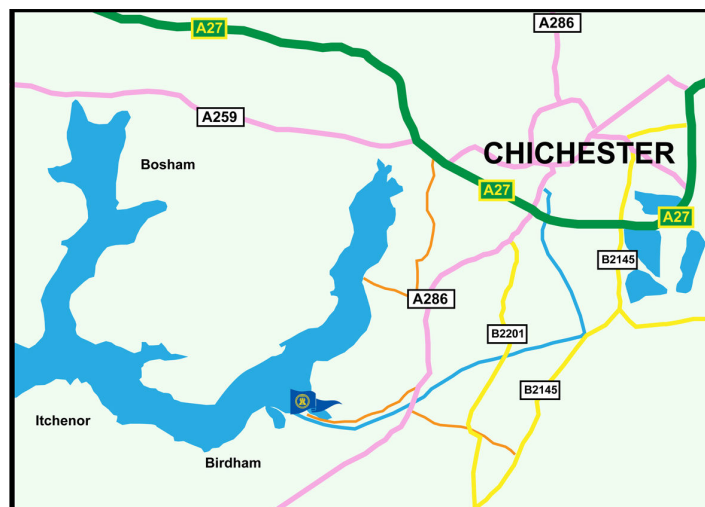 A27
A286
A259
CHICHESTER
Bosham
A27
A27
B2145
A286
B2201
B2145
Itchenor
Birdham